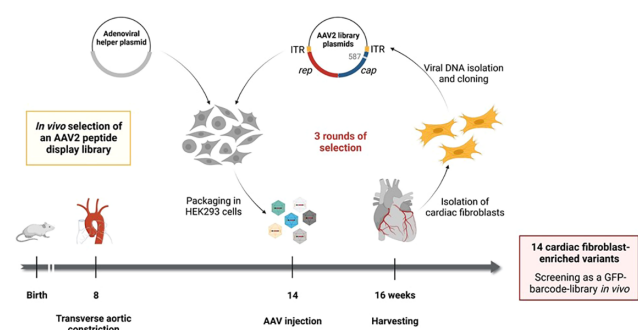 Adenoviral
helper plasmid
AAV2 library
plasmids
ITR
ITR
587
rep
cap
Viral DNA isolation
and cloning
In vivo selection of
an AAV2 peptide
display library
3 rounds of
selection
Packaging in
HEK293 cells
Isolation of
cardiac fibroblasts
14 cardiac fibroblast-
enriched variants
Screening as a GFP-
barcode-library in vivo
Birth
8
14
16 weeks
Transverse aortic
constriction
AAV injection
Harvesting